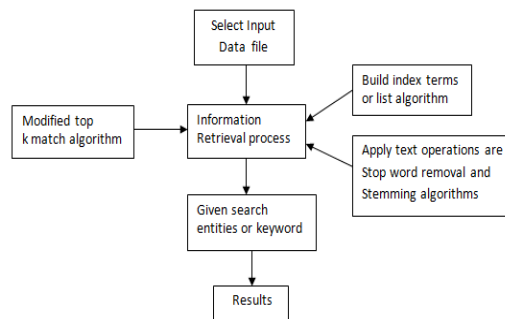 Select Input
Data file
Build index terms
or list algorithm
Modified top
k match algorithm
Information
Retrieval process
Apply text operations are
Stop word removal and
Stemming algorithms
Given search
entities or keyword
Results